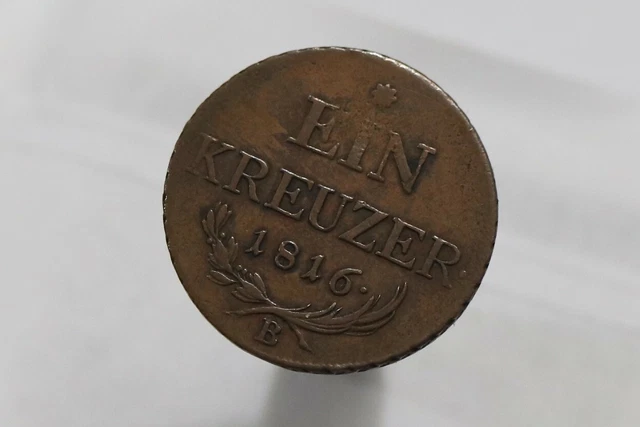 EIN
KREUZER.
1816.
B